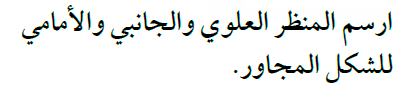 ارسم المنظر العلوي والجانبي والأمامي
للشكل المجاور.